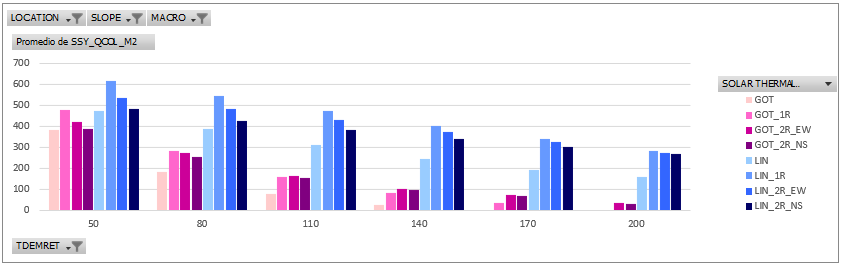 LOCATION SLOPE MACRO
Promedio de SSY_QCOL_M2
700
600
500
400
300
200
100
0
50 80 110 140 170 200
SOLAR THERMAL..
GOT
GOT_1R
GOT_2R_EW
GOT_2R_NS
LIN
LIN_1R
LIN_2R_EW
LIN_2R_NS
TDEMRET